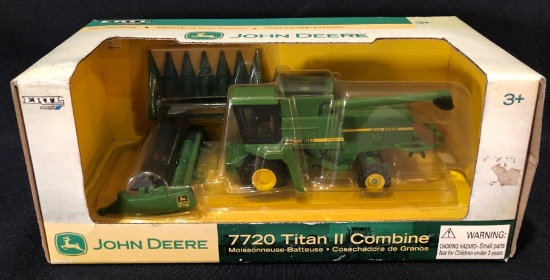 ERTL
JOHN DEERE
3+
ERTL
JOHN DEERE
JOHN DEERE
7720 Titan II Combine
Moissonneuse-Batteuse • Cosechadora de Granos
WARNING:
CHOKING HAZARD-Small parts
Not for Children under 3 years